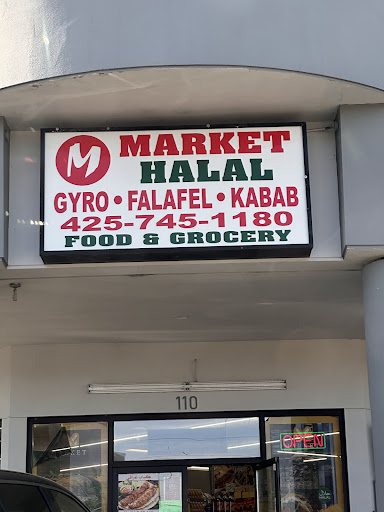 M MARKET
HALAL
GYRO • FALAFEL • KABAB
425-745-1180
FOOD & GROCERY
110
OPEN